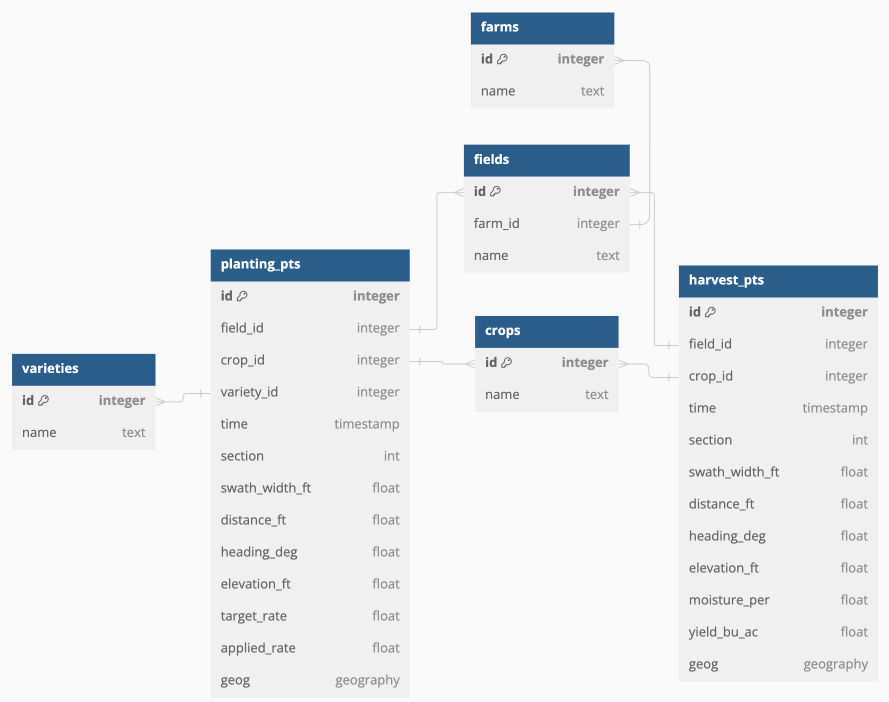 farms
id integer
name text
fields
id integer
farm_id integer
name text
planting_pts
id integer
field_id integer
crop_id integer
variety_id integer
time timestamp
section int
swath_width_ft float
distance_ft float
heading_deg float
elevation_ft float
target_rate float
applied_rate float
geog geography
harvest_pts
id integer
field_id integer
crop_id integer
time timestamp
section int
swath_width_ft float
distance_ft float
heading_deg float
elevation_ft float
moisture_per float
yield_bu_ac float
geog geography
crops
id integer
name text
varieties
id integer
name text